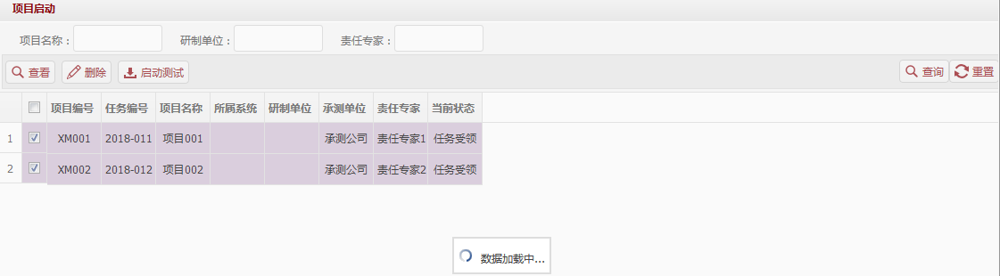 项目启动
项目名称： 研制单位： 责任专家：
查看 删除 启动测试 查询 重置
项目编号 任务编号 项目名称 所属系统 研制单位 承测单位 责任专家 当前状态
1 XM001 2018-011 项目001 承测公司 责任专家1 任务受领
2 XM002 2018-012 项目002 承测公司 责任专家2 任务受领
数据加载中...